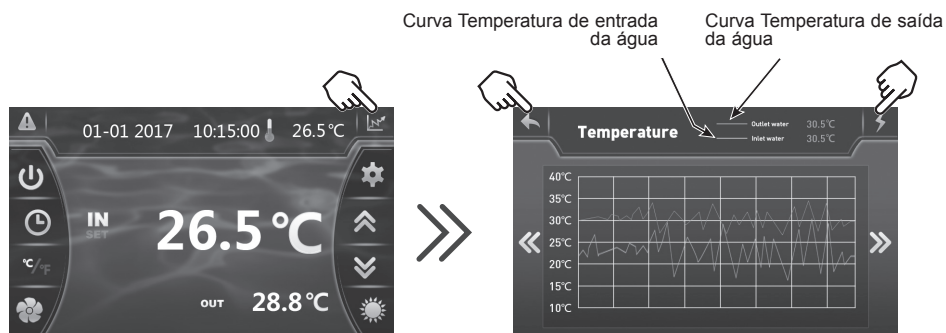 Curva Temperatura de entrada
da água
Curva Temperatura de saída
da água
01-01 2017 10:15:00 26.5℃
IN
SET
26.5℃
℃/℉
OUT 28.8℃
Temperature
Outlet water 30.5℃
Inlet water 30.5℃
40℃
35℃
30℃
25℃
20℃
15℃
10℃